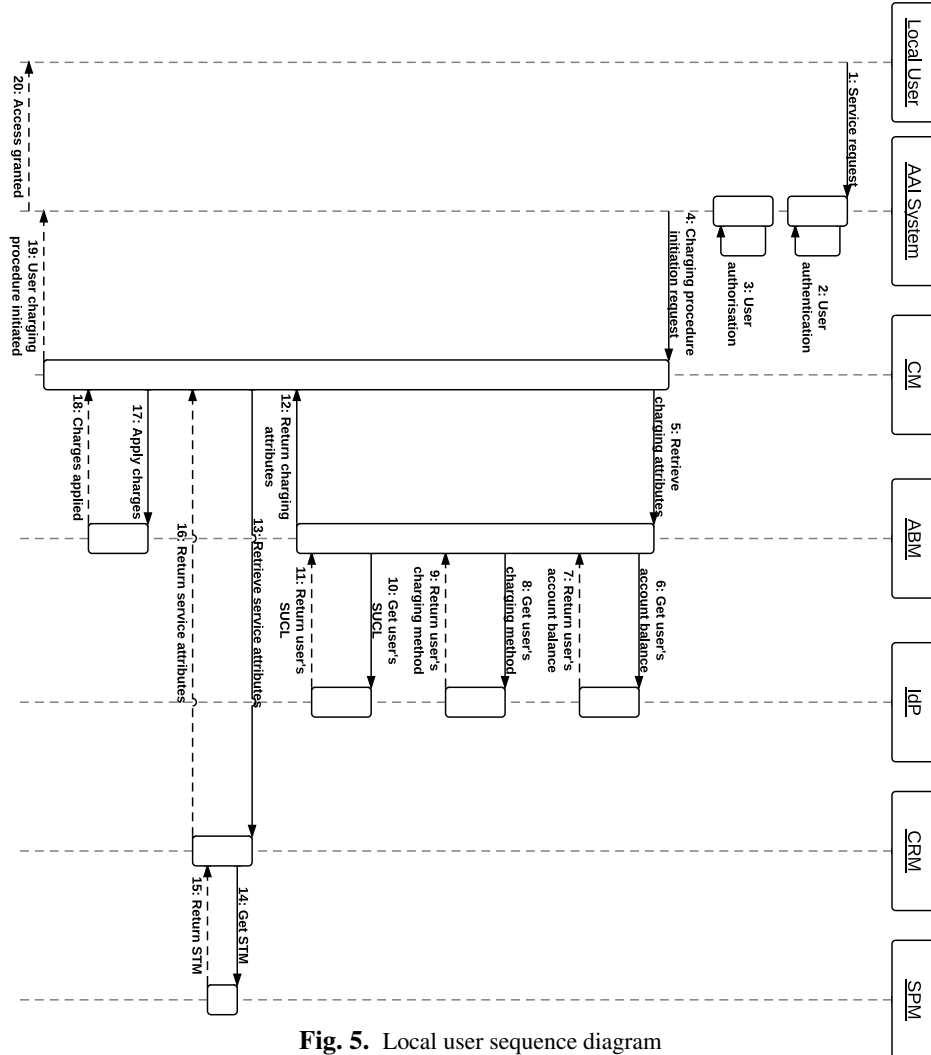 Local User
AAI System
CM
ABM
IdP
CRM
SPM
1: Service request
2: User
authentication
3: User
authorisation
4: Charging procedure
initiation request
5: Retrieve
charging attributes
6: Get user's
account balance
7: Return user's
account balance
8: Get user's
charging method
9: Return user's
charging method
10: Get user's
SUCL
11: Return user's
SUCL
12: Return charging
attributes
13: Retrieve service attributes
14: Get STM
15: Return STM
16: Return service attributes
17: Apply charges
18: Charges applied
19: User charging
procedure initiated
20: Access granted
Fig. 5. Local user sequence diagram